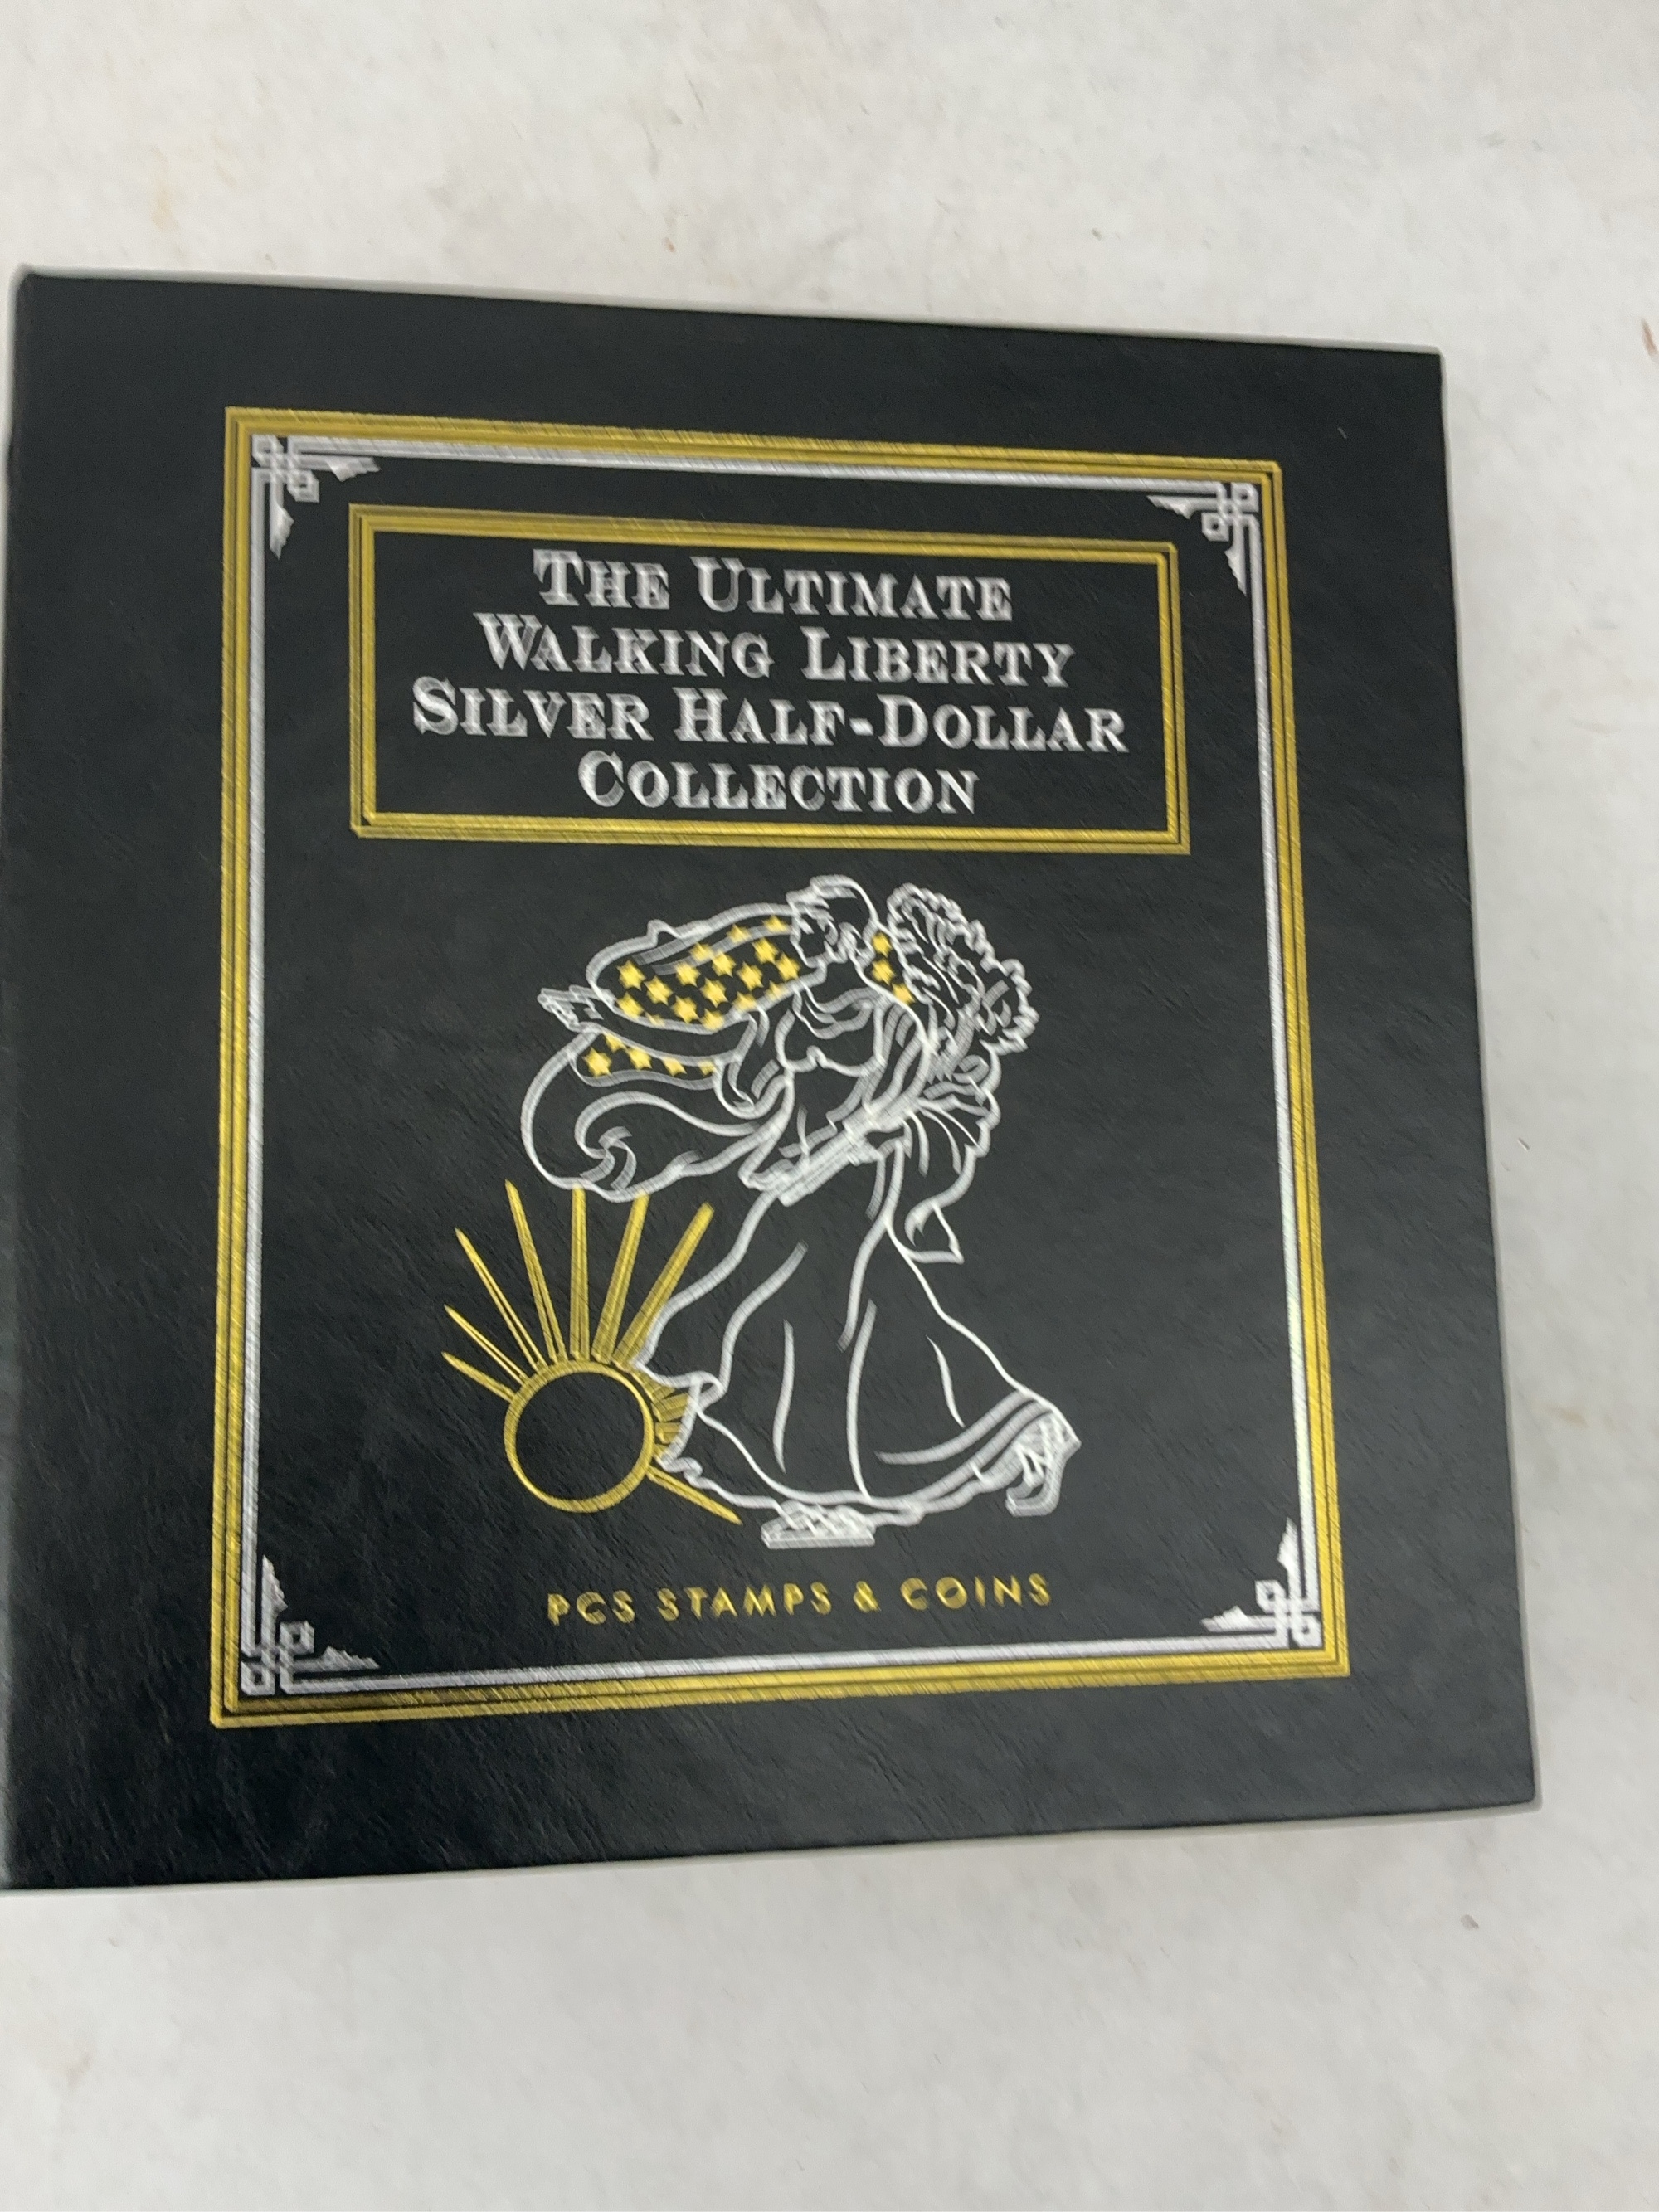 The Ultimate
Walking Liberty
Silver Half-Dollar
Collection
PCS STAMPS & COINS